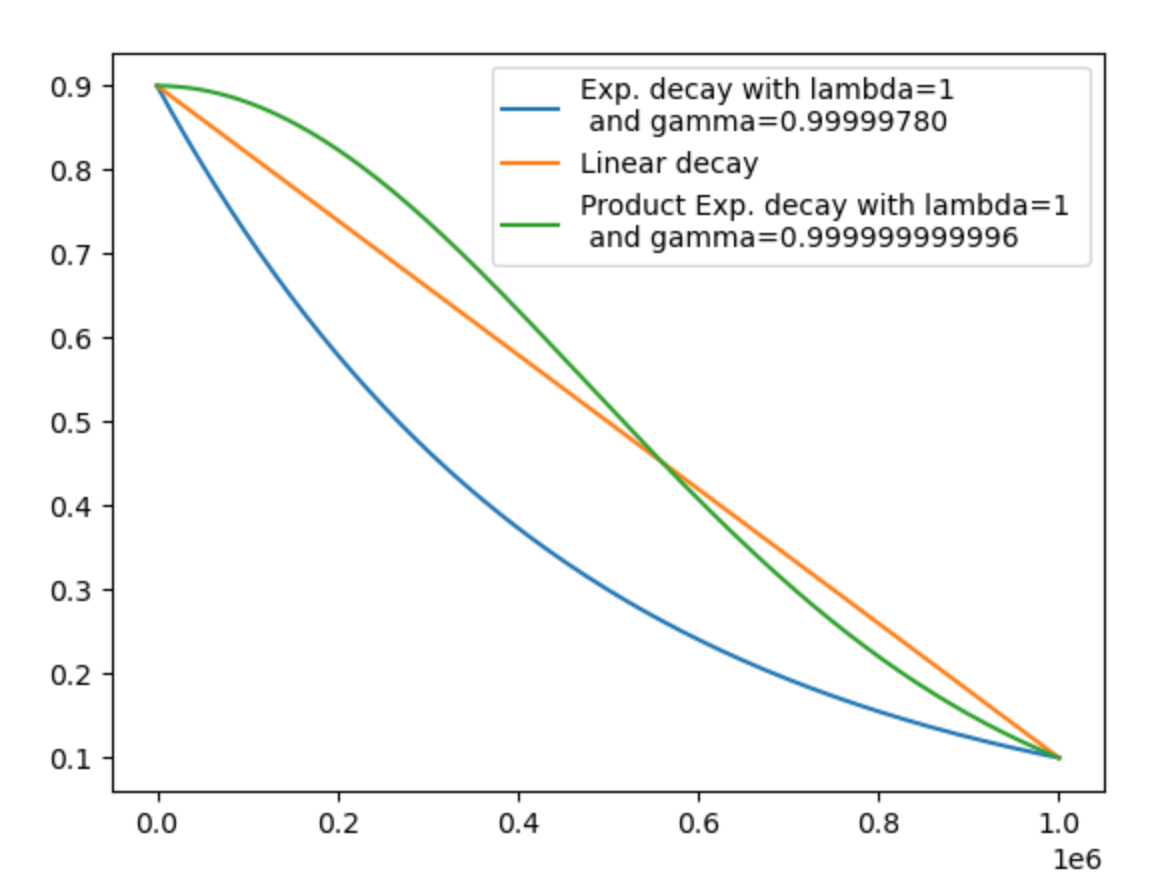 0.9
0.8
0.7
0.6
0.5
0.4
0.3
0.2
0.1
Exp. decay with lambda=1
and gamma=0.99999780
Linear decay
Product Exp. decay with lambda=1
and gamma=0.999999999996
0.0 0.2 0.4 0.6 0.8 1.0
1e6